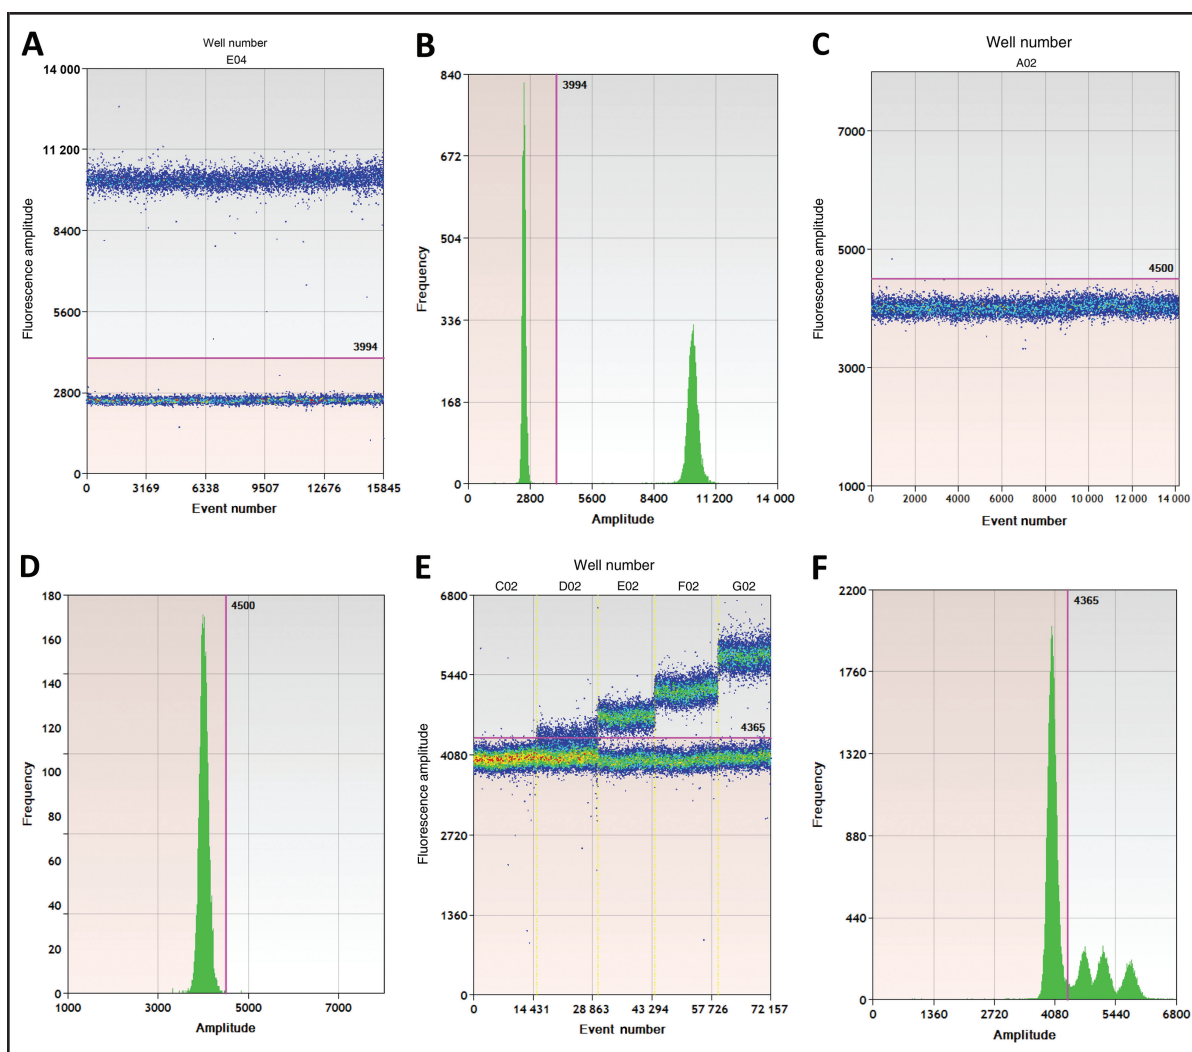 A
Well number
E04
14 000
11 200
8400
5600
2800
0
3994
0 3169 6338 9507 12676 15845
Event number
Fluorescence amplitude
B
840
672
504
336
168
0
3994
0 2800 5600 8400 11 200 14 000
Amplitude
Frequency
C
Well number
A02
7000
5000
3000
1000
4500
0 2000 4000 6000 8000 10 000 12 000 14 000
Event number
Fluorescence amplitude
D
180
160
140
120
100
80
60
40
20
0
4500
1000 3000 5000 7000
Amplitude
Frequency
E
Well number
C02 D02 E02 F02 G02
6800
5440
4080
2720
1360
0
4365
0 14 431 28 863 43 294 57 726 72 157
Event number
Fluorescence amplitude
F
2200
1760
1320
880
440
0
4365
0 1360 2720 4080 5440 6800
Amplitude
Frequency